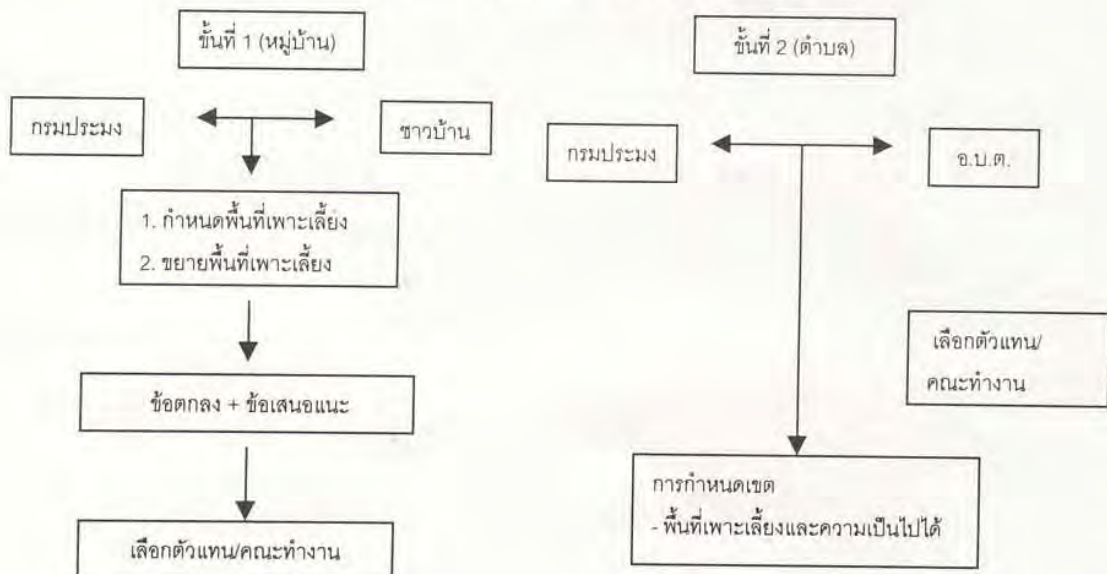 ขั้นที่ 1 (หมู่บ้าน)
กรมประมง
ชาวบ้าน
1. กำหนดพื้นที่เพาะเลี้ยง
2. ขยายพื้นที่เพาะเลี้ยง
ข้อตกลง + ข้อเสนอแนะ
เลือกตัวแทน/คณะทำงาน
ขั้นที่ 2 (ตำบล)
กรมประมง
อ.บ.ต.
เลือกตัวแทน/
คณะทำงาน
การกำหนดเขต
- พื้นที่เพาะเลี้ยงและความเป็นไปได้